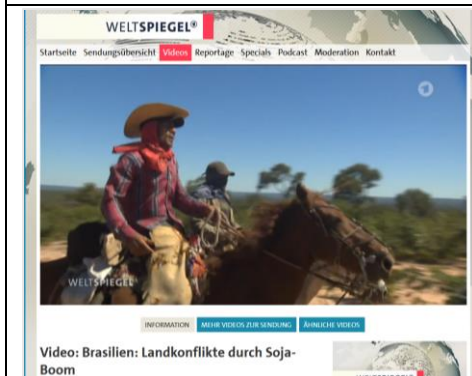 WELTSPIEGEL®
Startseite Sendungsübersicht Videos Reportage Specials Podcast Moderation Kontakt
WELTSPIEGEL
INFORMATION MEHR VIDEOS ZUR SENDUNG ÄHNLICHE VIDEOS
Video: Brasilien: Landkonflikte durch Soja-
Boom
WELTSPIEGEL